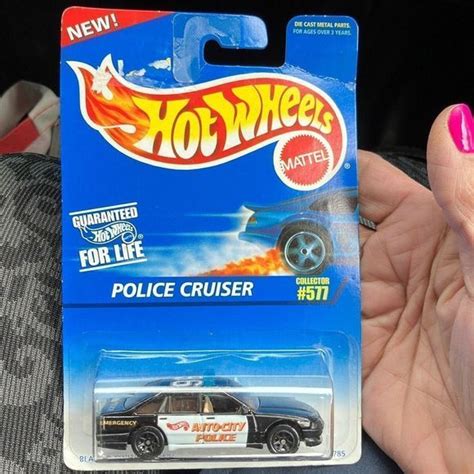 NEW!
DIE CAST METAL PARTS.
FOR AGES OVER 3 YEARS.
HOT WHEELS
MATTEL
GUARANTEED
HOT WHEELS
FOR LIFE
POLICE CRUISER
COLLECTOR
#577
EMERGENCY
AUTO•CITY
POLICE